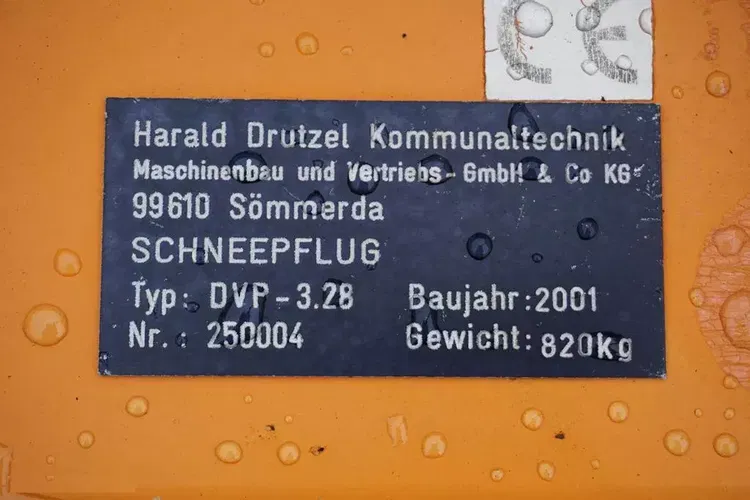 CE
Harald Drutzel Kommunaltechnik
Maschinenbau und Vertriebs-GmbH & Co KG
99610 Sömmerda
SCHNEEPFLUG
Typ: DVP-3.28 Baujahr: 2001
Nr.: 250004 Gewicht: 820Kg